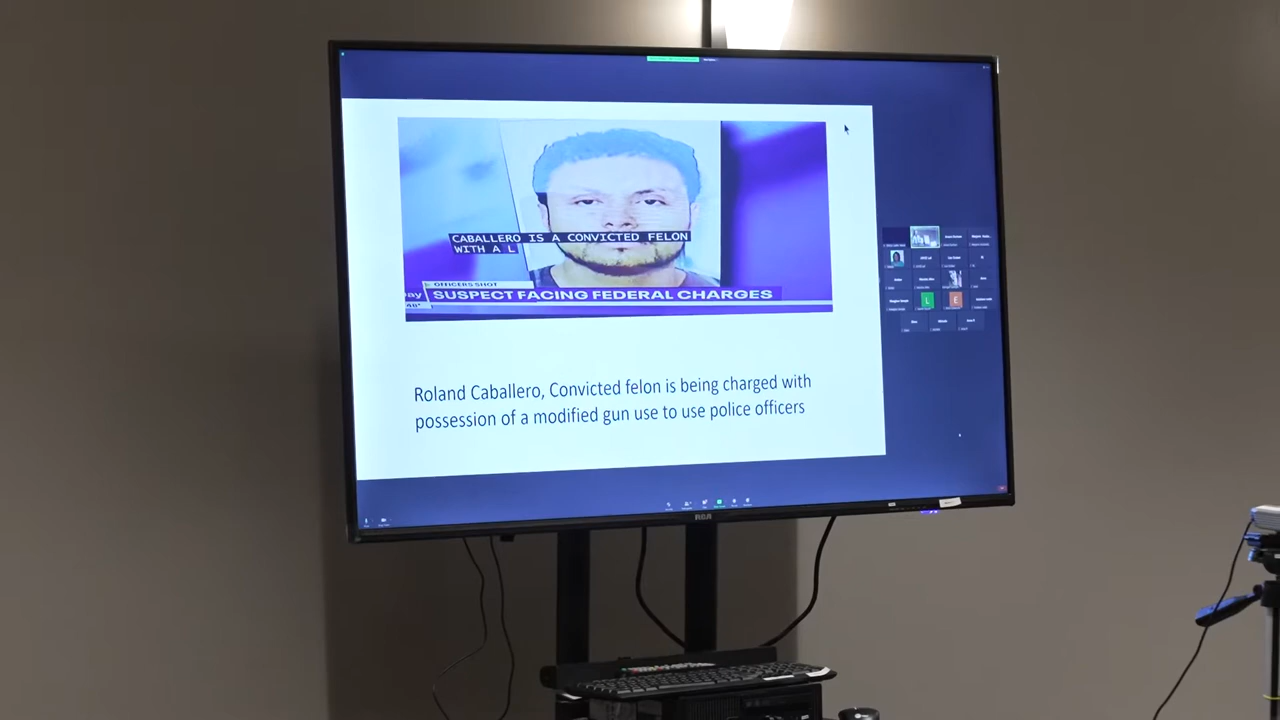 CABALLERO IS A CONVICTED FELON
WITH A L
OFFICERS SHOT
SUSPECT FACING FEDERAL CHARGES
Roland Caballero, Convicted felon is being charged with
possession of a modified gun use to use police officers
L
E
RCA